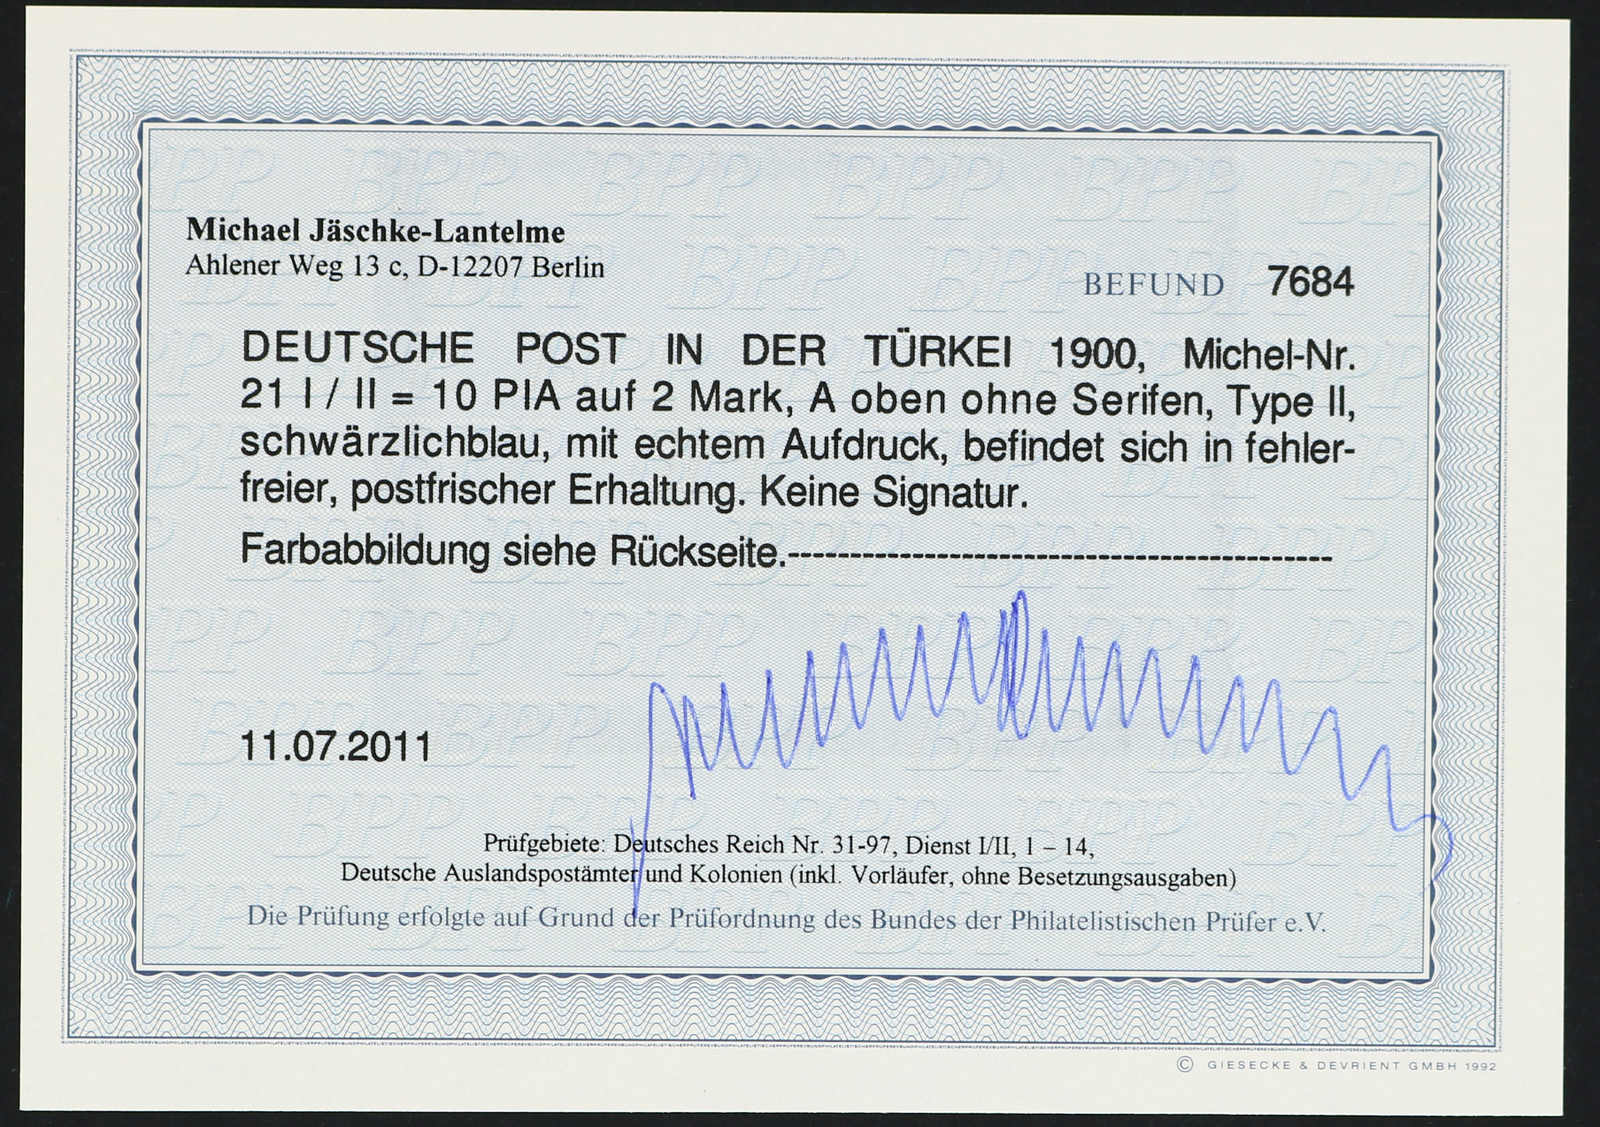 Michael Jäschke-Lantelme
Ahlener Weg 13 c, D-12207 Berlin
BEFUND 7684
DEUTSCHE POST IN DER TÜRKEI 1900, Michel-Nr.
21 I / II = 10 PIA auf 2 Mark, A oben ohne Serifen, Type II,
schwärzlichblau, mit echtem Aufdruck, befindet sich in fehler-
freier, postfrischer Erhaltung. Keine Signatur.
Farbabbildung siehe Rückseite.--------------------------------------------
11.07.2011
Prüfgebiete: Deutsches Reich Nr. 31-97, Dienst I/II, 1 – 14,
Deutsche Auslandspostämter und Kolonien (inkl. Vorläufer, ohne Besetzungsausgaben)
Die Prüfung erfolgte auf Grund der Prüfordnung des Bundes der Philatelistischen Prüfer e.V.
© GIESECKE & DEVRIENT GMBH 1992